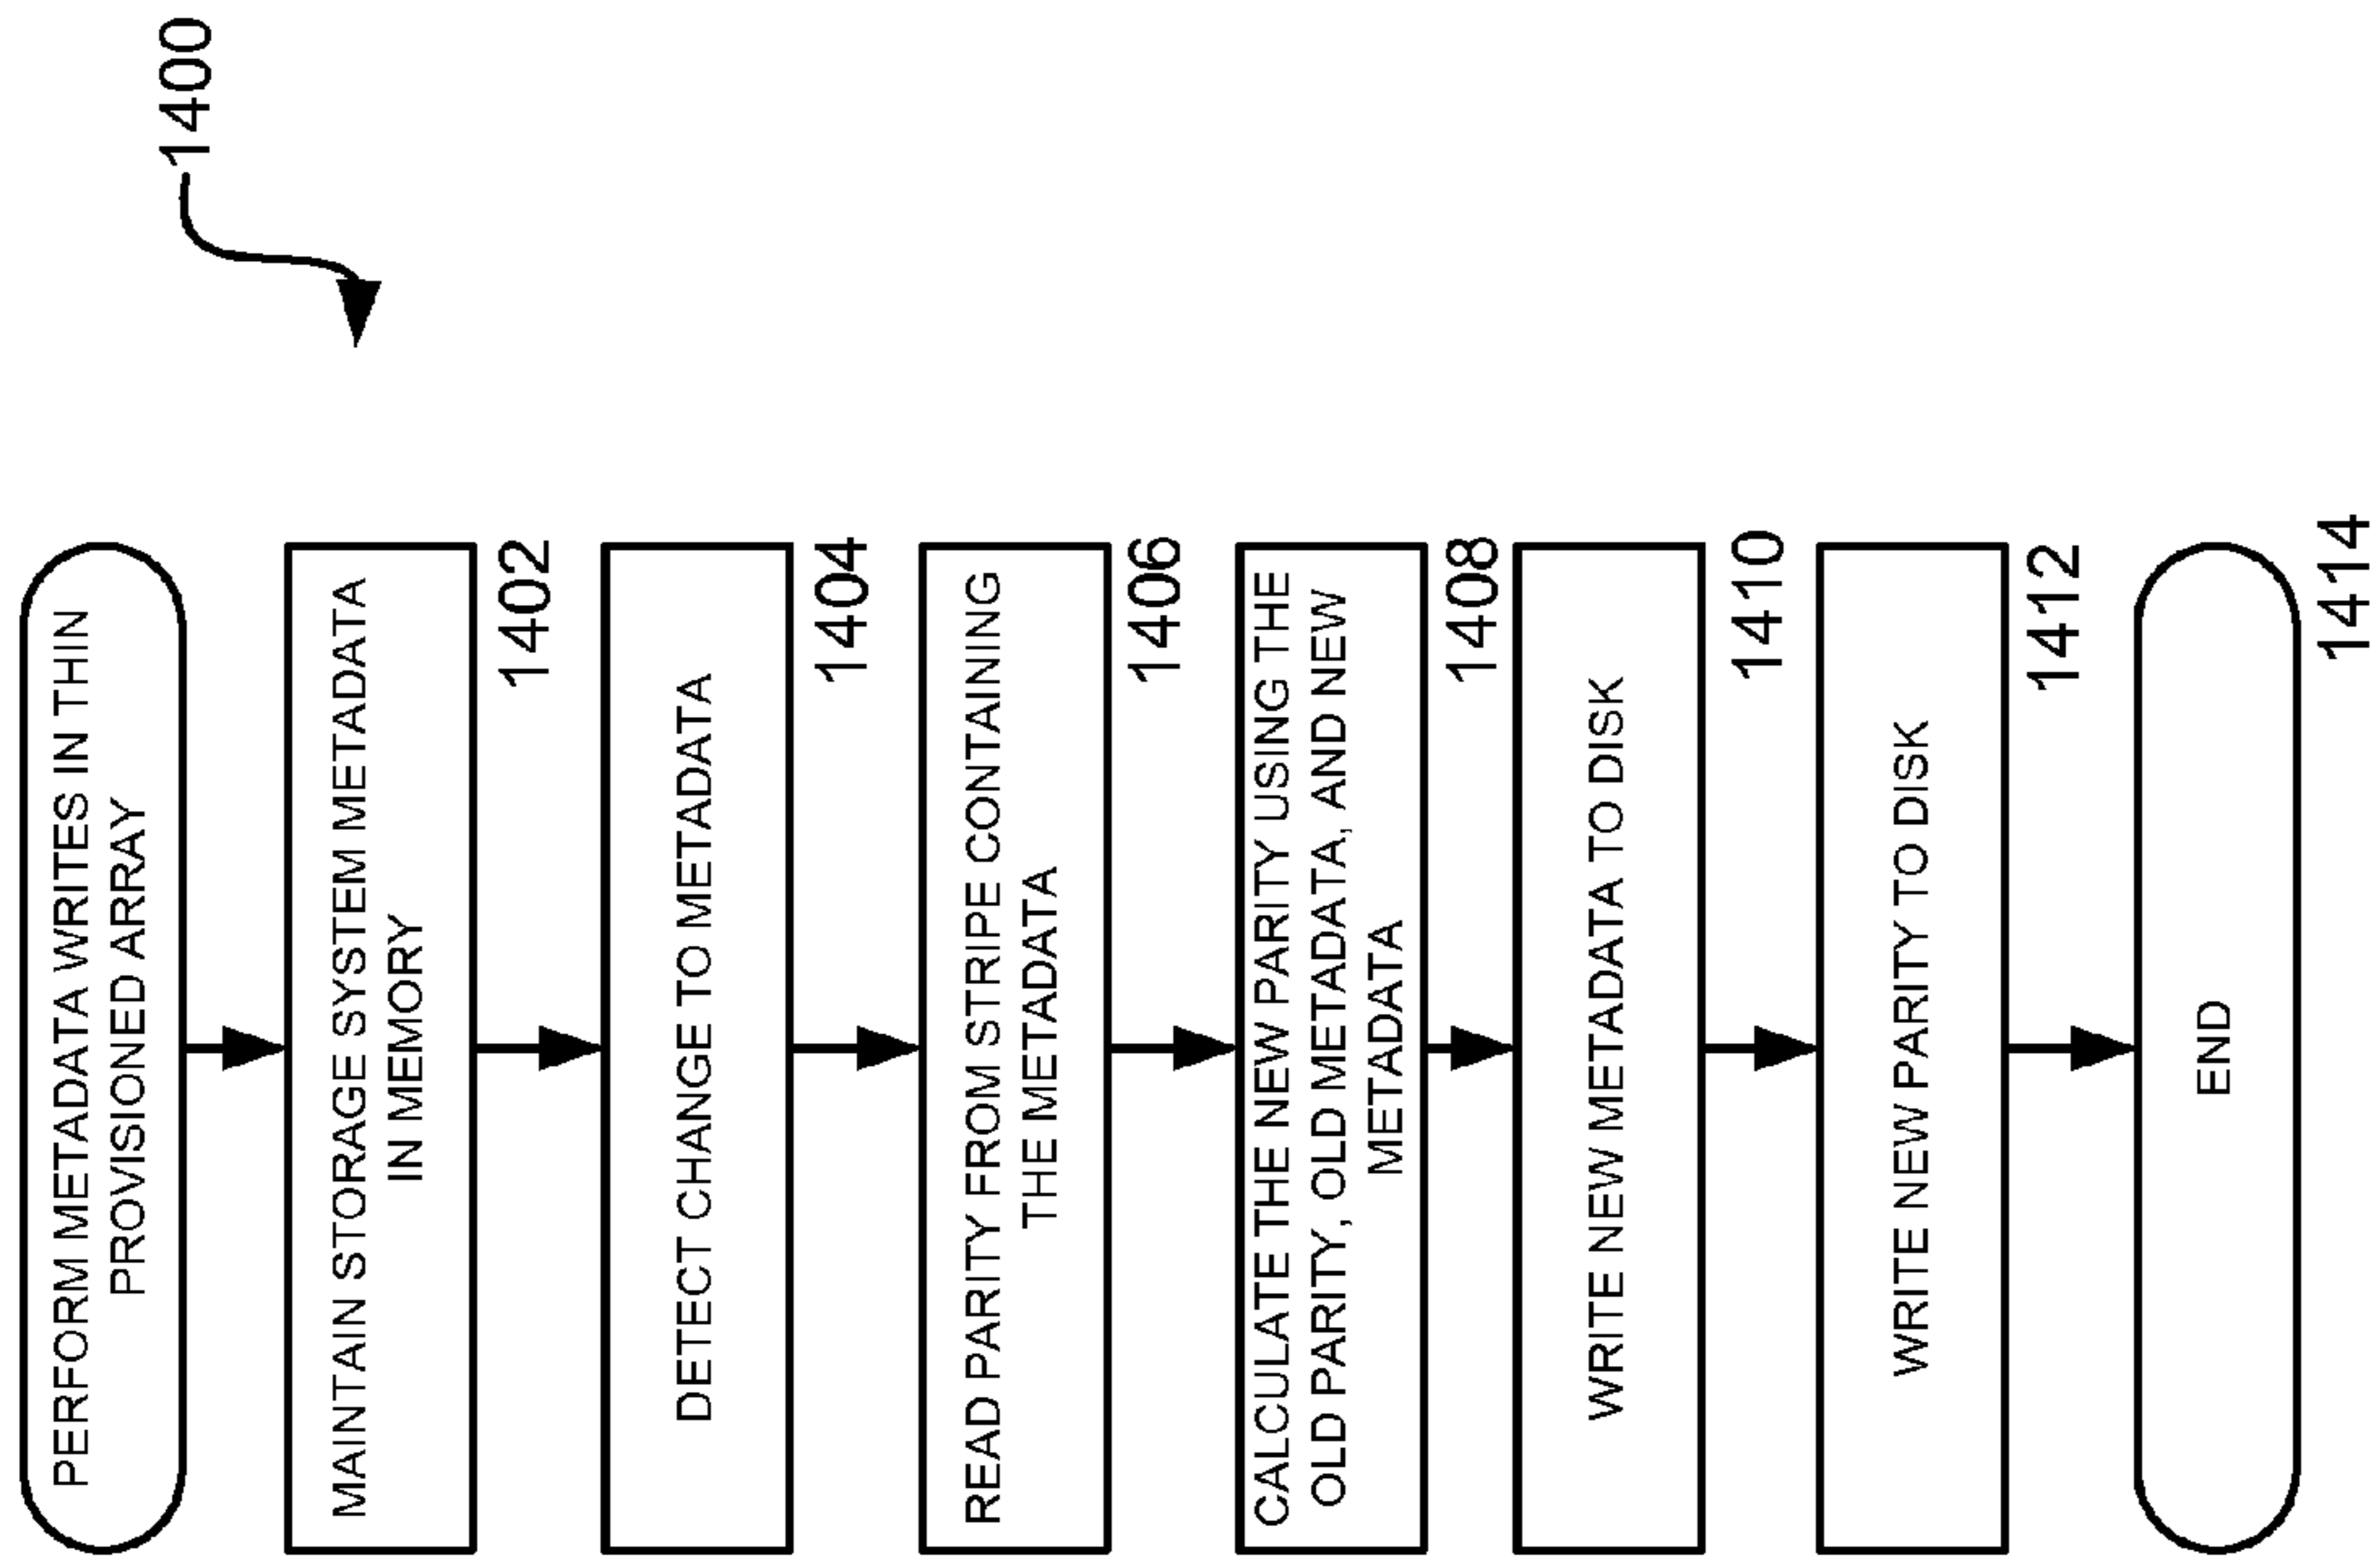 1400
PERFORM METADATA WRITES IN THIN
PROVISIONED ARRAY
MAINTAIN STORAGE SYSTEM METADATA
IN MEMORY
1402
DETECT CHANGE TO METADATA
1404
READ PARITY FROM STRIPE CONTAINING
THE METADATA
1406
CALCULATE THE NEW PARITY USING THE
OLD PARITY, OLD METADATA, AND NEW
METADATA
1408
WRITE NEW METADATA TO DISK
1410
WRITE NEW PARITY TO DISK
1412
END
1414